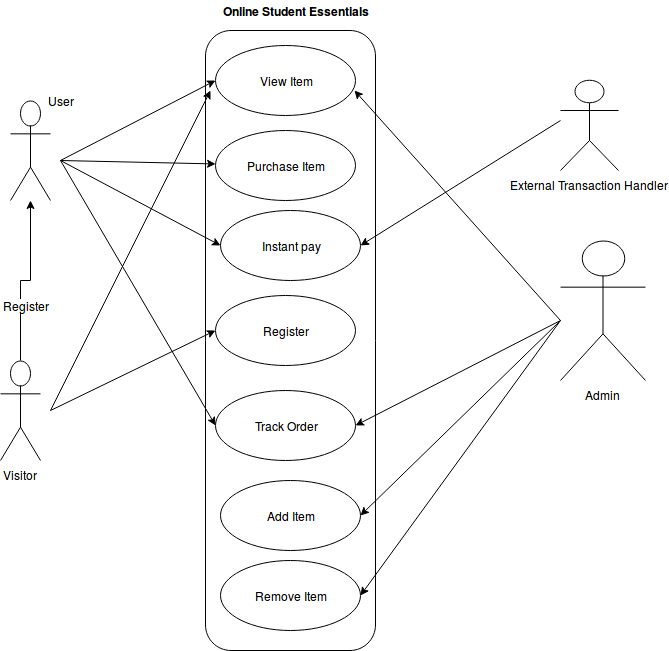 Online Student Essentials
User
View Item
Purchase Item
External Transaction Handler
Instant pay
Register
Register
Admin
Track Order
Visitor
Add Item
Remove Item